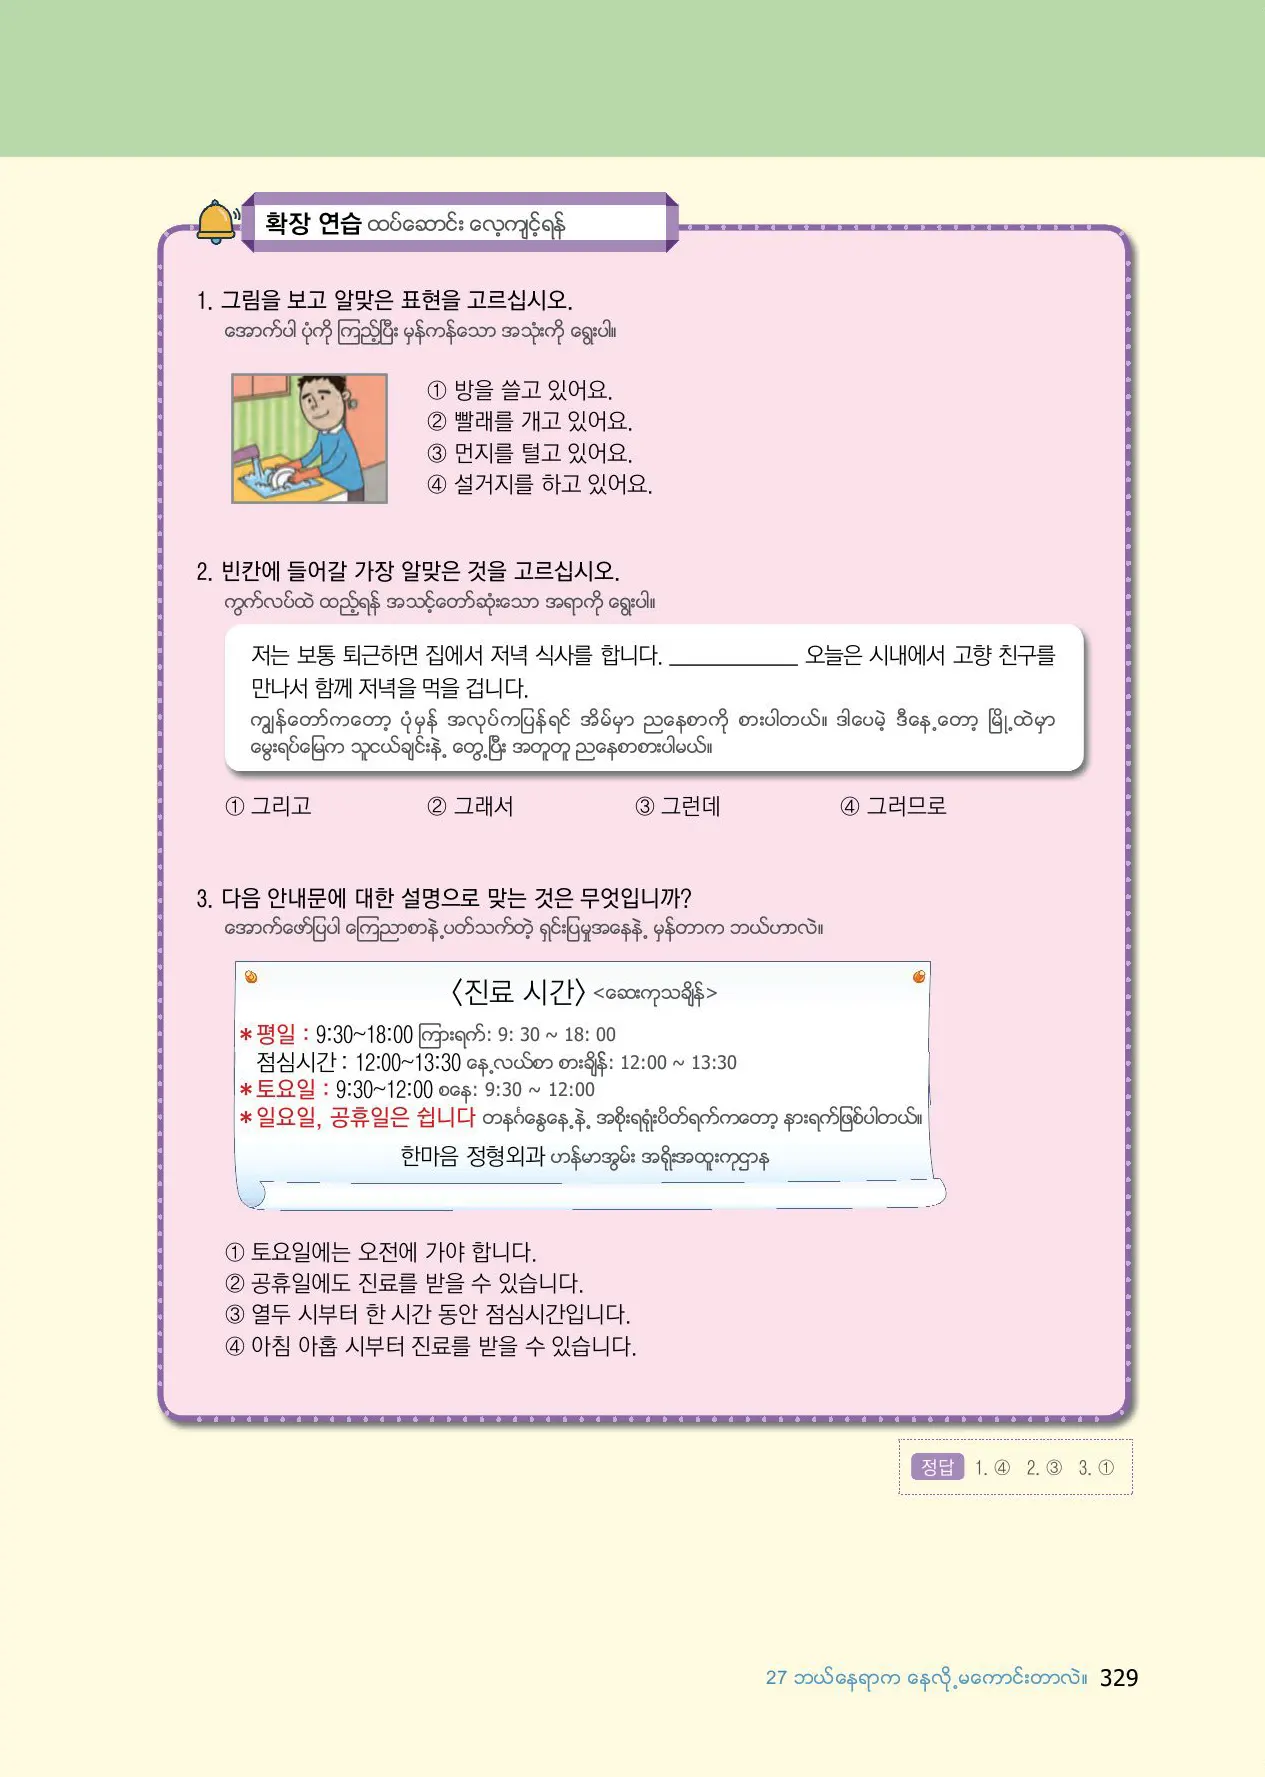 확장 연습 ထပ်ဆောင်း လေ့ကျင့်ရန်
1. 그림을 보고 알맞은 표현을 고르십시오.
အောက်ပါ ပုံကို ကြည့်ပြီး မှန်ကန်သော အသုံးကို ရွေးပါ။
① 방을 쓸고 있어요.
② 빨래를 개고 있어요.
③ 먼지를 털고 있어요.
④ 설거지를 하고 있어요.
2. 빈칸에 들어갈 가장 알맞은 것을 고르십시오.
ကွက်လပ်ထဲ ထည့်ရန် အသင့်တော်ဆုံးသော အရာကို ရွေးပါ။
저는 보통 퇴근하면 집에서 저녁 식사를 합니다. ____________ 오늘은 시내에서 고향 친구를
만나서 함께 저녁을 먹을 겁니다.
ကျွန်တော်ကတော့ ပုံမှန် အလုပ်ကပြန်ရင် အိမ်မှာ ညနေစာကို စားပါတယ်။ ဒါပေမဲ့ ဒီနေ့တော့ မြို့ထဲမှာ
မွေးရပ်မြေက သူငယ်ချင်းနဲ့ တွေ့ပြီး အတူတူ ညနေစာစားပါမယ်။
① 그리고 ② 그래서 ③ 그런데 ④ 그러므로
3. 다음 안내문에 대한 설명으로 맞는 것은 무엇입니까?
အောက်ဖော်ပြပါ ကြေညာစာနဲ့ပတ်သက်တဲ့ ရှင်းပြမှုအနေနဲ့ မှန်တာက ဘယ်ဟာလဲ။
〈진료 시간〉 <ဆေးကုသချိန်>
*평일 : 9:30~18:00 ကြားရက်: 9: 30 ~ 18: 00
점심시간 : 12:00~13:30 နေ့လယ်စာ စားချိန်: 12:00 ~ 13:30
*토요일 : 9:30~12:00 စနေ: 9:30 ~ 12:00
*일요일, 공휴일은 쉽니다 တနင်္ဂနွေနေ့နဲ့ အစိုးရရုံးပိတ်ရက်ကတော့ နားရက်ဖြစ်ပါတယ်။
한마음 정형외과 ဟန်မာအွမ်း အရိုးအထူးကုဌာန
① 토요일에는 오전에 가야 합니다.
② 공휴일에도 진료를 받을 수 있습니다.
③ 열두 시부터 한 시간 동안 점심시간입니다.
④ 아침 아홉 시부터 진료를 받을 수 있습니다.
정답 1. ④ 2. ③ 3. ①
27 ဘယ်နေရာက နေလို့မကောင်းတာလဲ။ 329